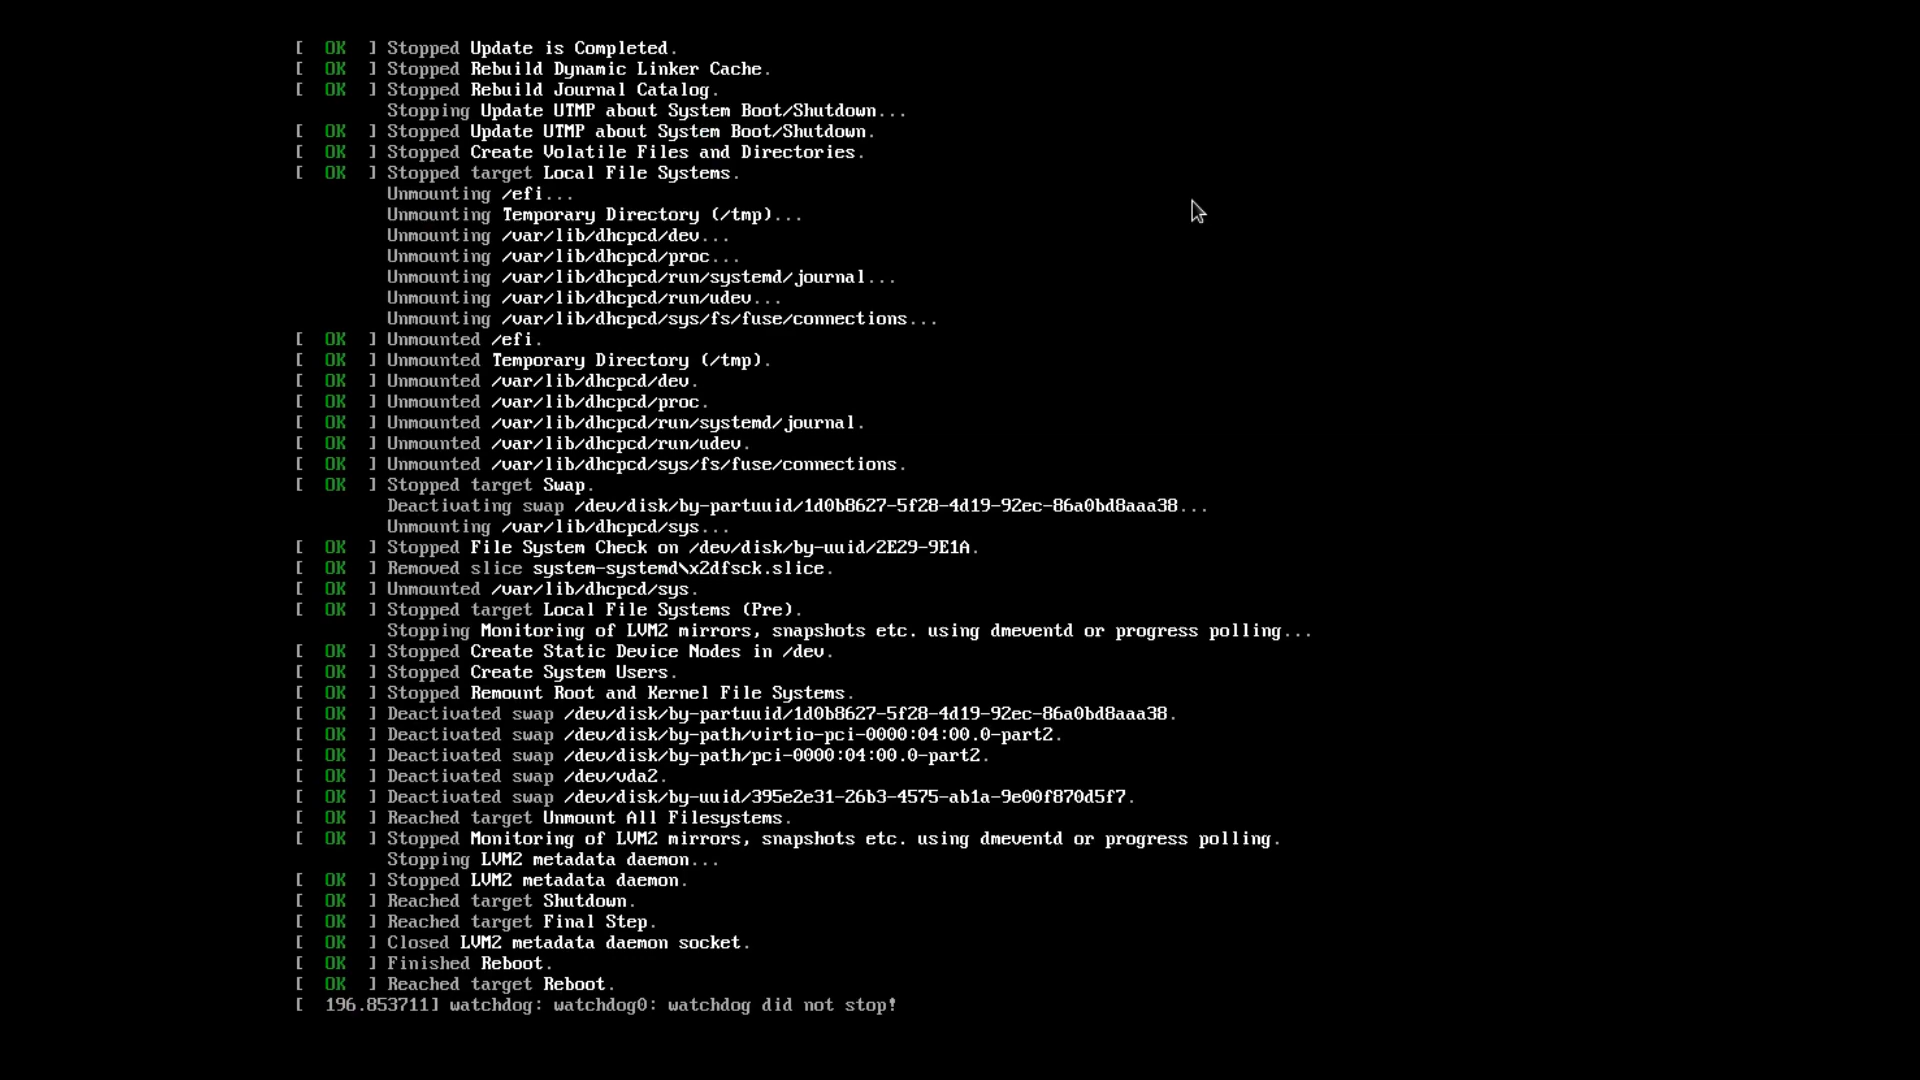 [  OK  ] Stopped Update is Completed.
[  OK  ] Stopped Rebuild Dynamic Linker Cache.
[  OK  ] Stopped Rebuild Journal Catalog.
Stopping Update UTMP about System Boot/Shutdown...
[  OK  ] Stopped Update UTMP about System Boot/Shutdown.
[  OK  ] Stopped Create Volatile Files and Directories.
[  OK  ] Stopped target Local File Systems.
Unmounting /efi...
Unmounting Temporary Directory (/tmp)...
Unmounting /var/lib/dhcpcd/dev...
Unmounting /var/lib/dhcpcd/proc...
Unmounting /var/lib/dhcpcd/run/systemd/journal...
Unmounting /var/lib/dhcpcd/run/udev...
Unmounting /var/lib/dhcpcd/sys/fs/fuse/connections...
[  OK  ] Unmounted /efi.
[  OK  ] Unmounted Temporary Directory (/tmp).
[  OK  ] Unmounted /var/lib/dhcpcd/dev.
[  OK  ] Unmounted /var/lib/dhcpcd/proc.
[  OK  ] Unmounted /var/lib/dhcpcd/run/systemd/journal.
[  OK  ] Unmounted /var/lib/dhcpcd/run/udev.
[  OK  ] Unmounted /var/lib/dhcpcd/sys/fs/fuse/connections.
[  OK  ] Stopped target Swap.
Deactivating swap /dev/disk/by-partuuid/1d0b8627-5f28-4d19-92ec-86a0bd8aaa38...
Unmounting /var/lib/dhcpcd/sys...
[  OK  ] Stopped File System Check on /dev/disk/by-uuid/2E29-9E1A.
[  OK  ] Removed slice system-systemd\x2dfsck.slice.
[  OK  ] Unmounted /var/lib/dhcpcd/sys.
[  OK  ] Stopped target Local File Systems (Pre).
Stopping Monitoring of LVM2 mirrors, snapshots etc. using dmeventd or progress polling...
[  OK  ] Stopped Create Static Device Nodes in /dev.
[  OK  ] Stopped Create System Users.
[  OK  ] Stopped Remount Root and Kernel File Systems.
[  OK  ] Deactivated swap /dev/disk/by-partuuid/1d0b8627-5f28-4d19-92ec-86a0bd8aaa38.
[  OK  ] Deactivated swap /dev/disk/by-path/virtio-pci-0000:04:00.0-part2.
[  OK  ] Deactivated swap /dev/disk/by-path/pci-0000:04:00.0-part2.
[  OK  ] Deactivated swap /dev/vda2.
[  OK  ] Deactivated swap /dev/disk/by-uuid/395e2e31-26b3-4575-ab1a-9e00f870d5f7.
[  OK  ] Reached target Unmount All Filesystems.
[  OK  ] Stopped Monitoring of LVM2 mirrors, snapshots etc. using dmeventd or progress polling.
Stopping LVM2 metadata daemon...
[  OK  ] Stopped LVM2 metadata daemon.
[  OK  ] Reached target Shutdown.
[  OK  ] Reached target Final Step.
[  OK  ] Closed LVM2 metadata daemon socket.
[  OK  ] Finished Reboot.
[  OK  ] Reached target Reboot.
[  196.853711] watchdog: watchdog0: watchdog did not stop!